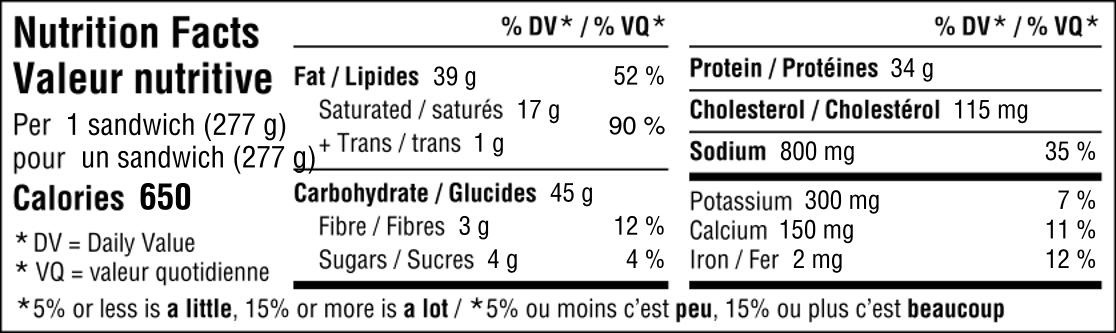 Nutrition Facts
Valeur nutritive
Per 1 sandwich (277 g)
pour un sandwich (277 g)
Calories 650
* DV = Daily Value
* VQ = valeur quotidienne
% DV* / % VQ*
Fat / Lipides 39 g 52 %
Saturated / saturés 17 g
+ Trans / trans 1 g
90 %
Carbohydrate / Glucides 45 g
Fibre / Fibres 3 g 12 %
Sugars / Sucres 4 g 4 %
% DV* / % VQ*
Protein / Protéines 34 g
Cholesterol / Cholestérol 115 mg
Sodium 800 mg 35 %
Potassium 300 mg 7 %
Calcium 150 mg 11 %
Iron / Fer 2 mg 12 %
*5% or less is a little, 15% or more is a lot / *5% ou moins c'est peu, 15% ou plus c'est beaucoup